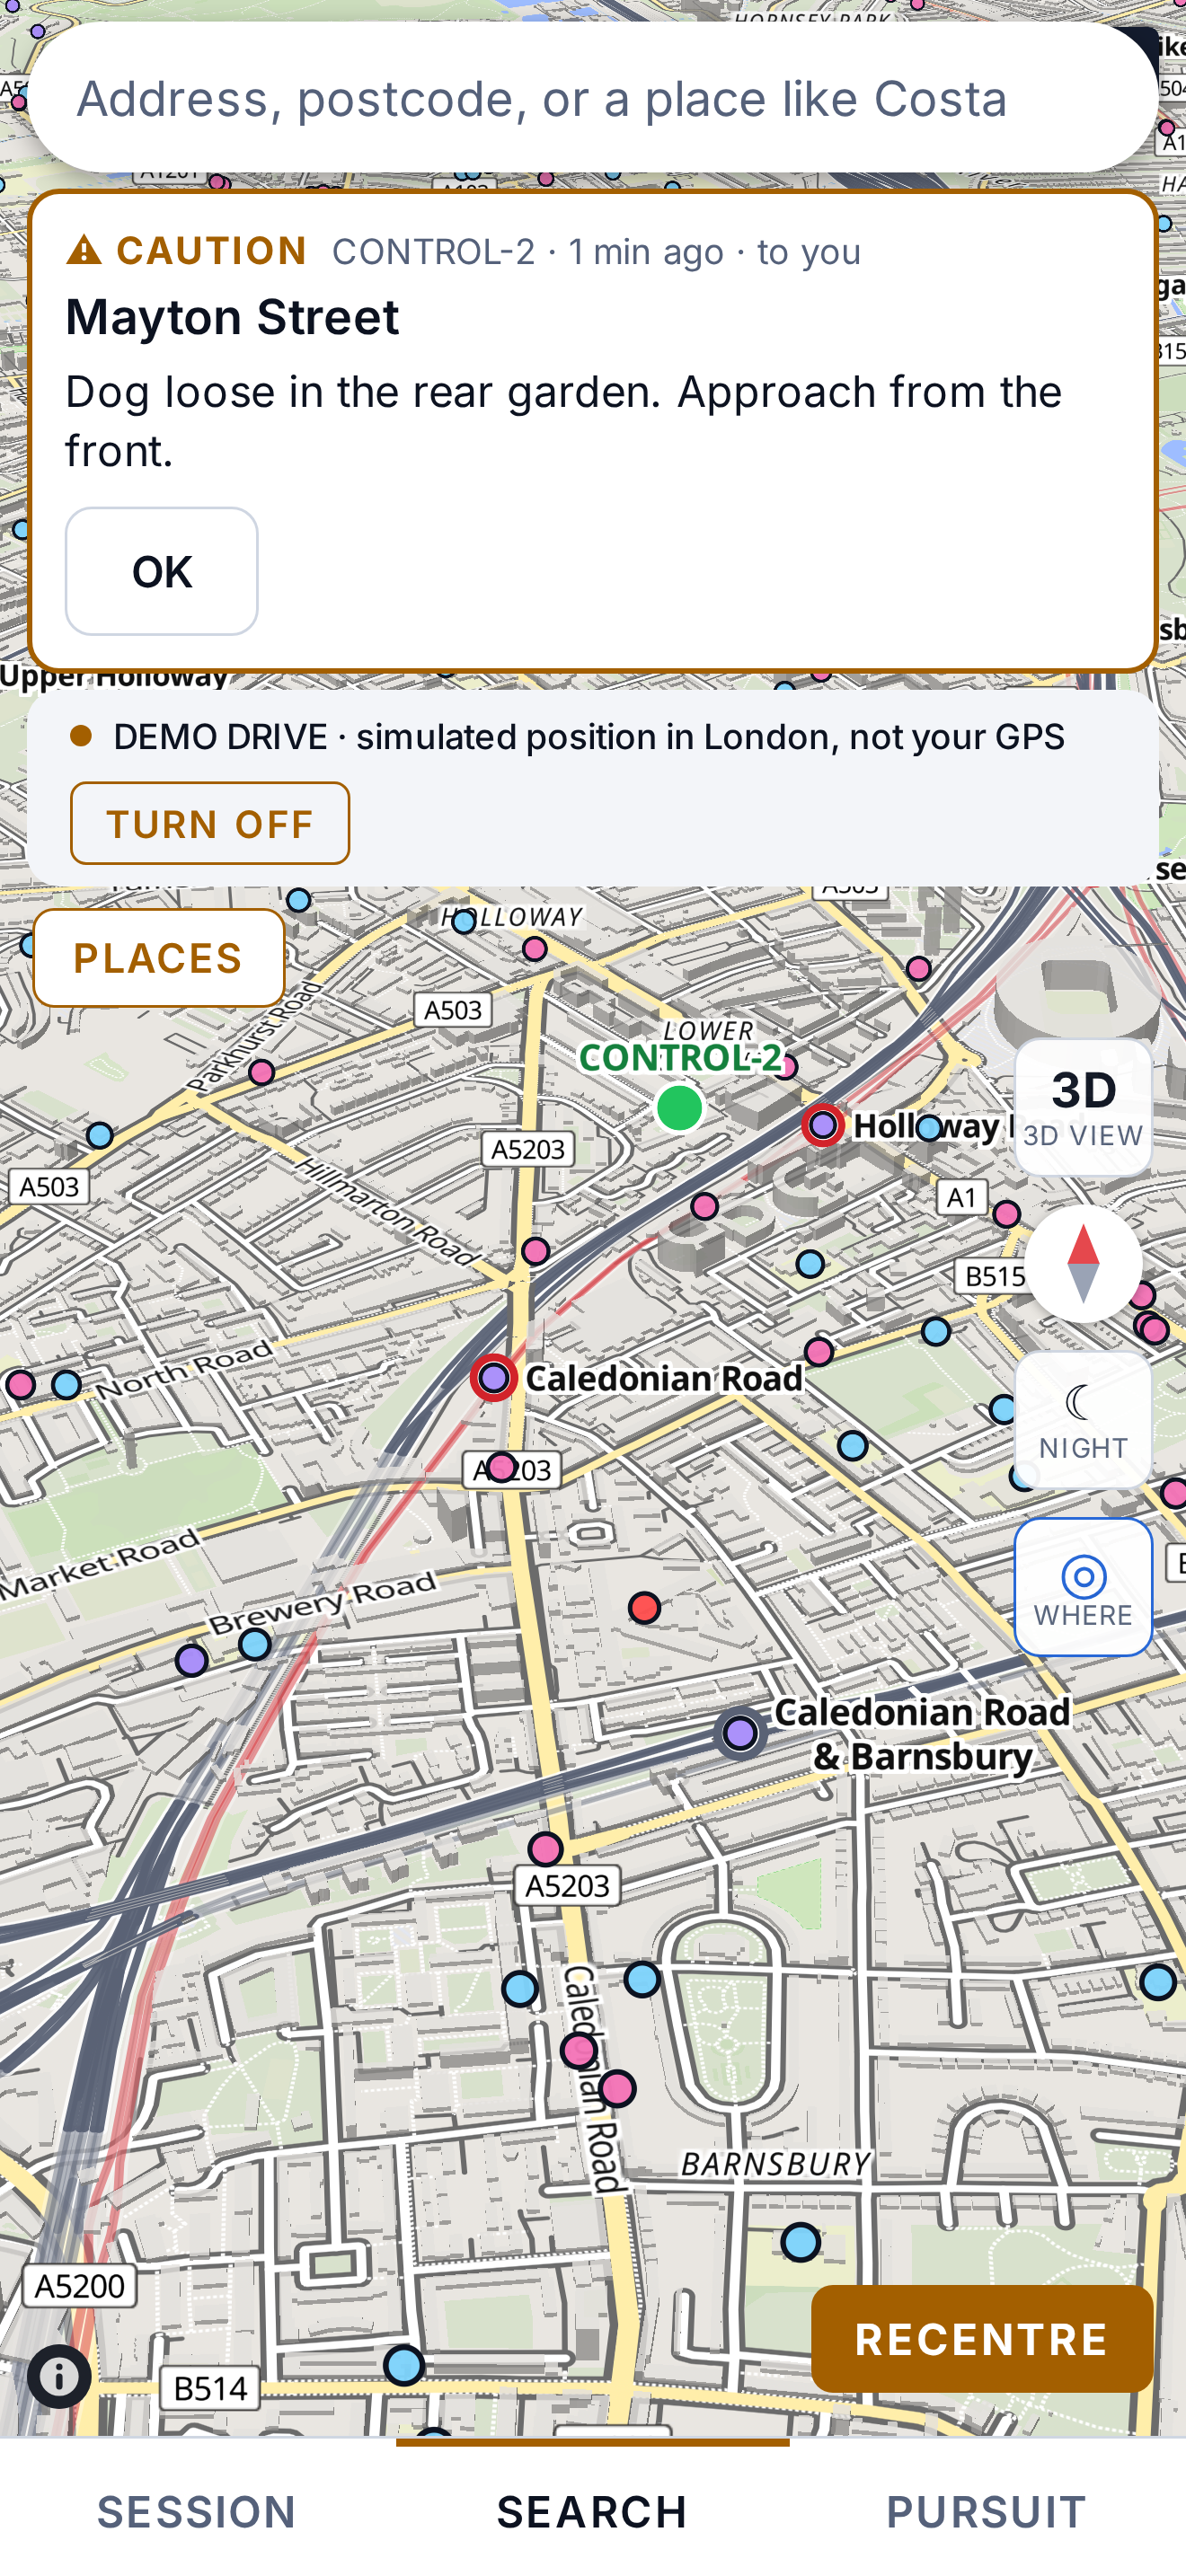 Address, postcode, or a place like Costa
CAUTION CONTROL-2 · 1 min ago · to you
Mayton Street
Dog loose in the rear garden. Approach from the
front.
OK
Upper Holloway
DEMO DRIVE · simulated position in London, not your GPS
TURN OFF
PLACES
HOLLOWAY
A503
Parkhurst Road
LOWER
CONTROL-2
3D
3D VIEW
A5203
A503
Hillmarton Road
A1
B515
North Road
Caledonian Road
NIGHT
A5203
Market Road
Brewery Road
WHERE
Caledonian Road
& Barnsbury
A5203
Caledonian Road
BARNSBURY
A5200
RECENTRE
B514
SESSION
SEARCH
PURSUIT